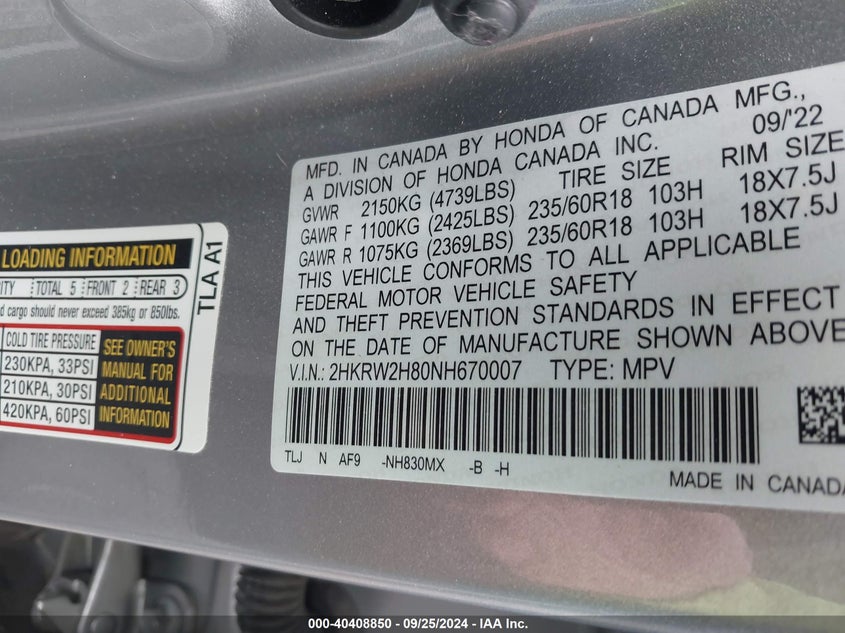 LOADING INFORMATION
TOTAL 5 FRONT 2 REAR 3
cargo should never exceed 385kg or 850lbs.
COLD TIRE PRESSURE
230KPA, 33PSI
210KPA, 30PSI
420KPA, 60PSI
SEE OWNER'S
MANUAL FOR
ADDITIONAL
INFORMATION
TLA A1
MFD. IN CANADA BY HONDA OF CANADA MFG.,
A DIVISION OF HONDA CANADA INC. 09/'22
GVWR 2150KG (4739LBS) TIRE SIZE RIM SIZE
GAWR F 1100KG (2425LBS) 235/60R18 103H 18X7.5J
GAWR R 1075KG (2369LBS) 235/60R18 103H 18X7.5J
THIS VEHICLE CONFORMS TO ALL APPLICABLE
FEDERAL MOTOR VEHICLE SAFETY
AND THEFT PREVENTION STANDARDS IN EFFECT
ON THE DATE OF MANUFACTURE SHOWN ABOVE
V.I.N.: 2HKRW2H80NH670007 TYPE: MPV
TLJ N AF9 -NH830MX -B -H
MADE IN CANADA
000-40408850 - 09/25/2024 - IAA Inc.